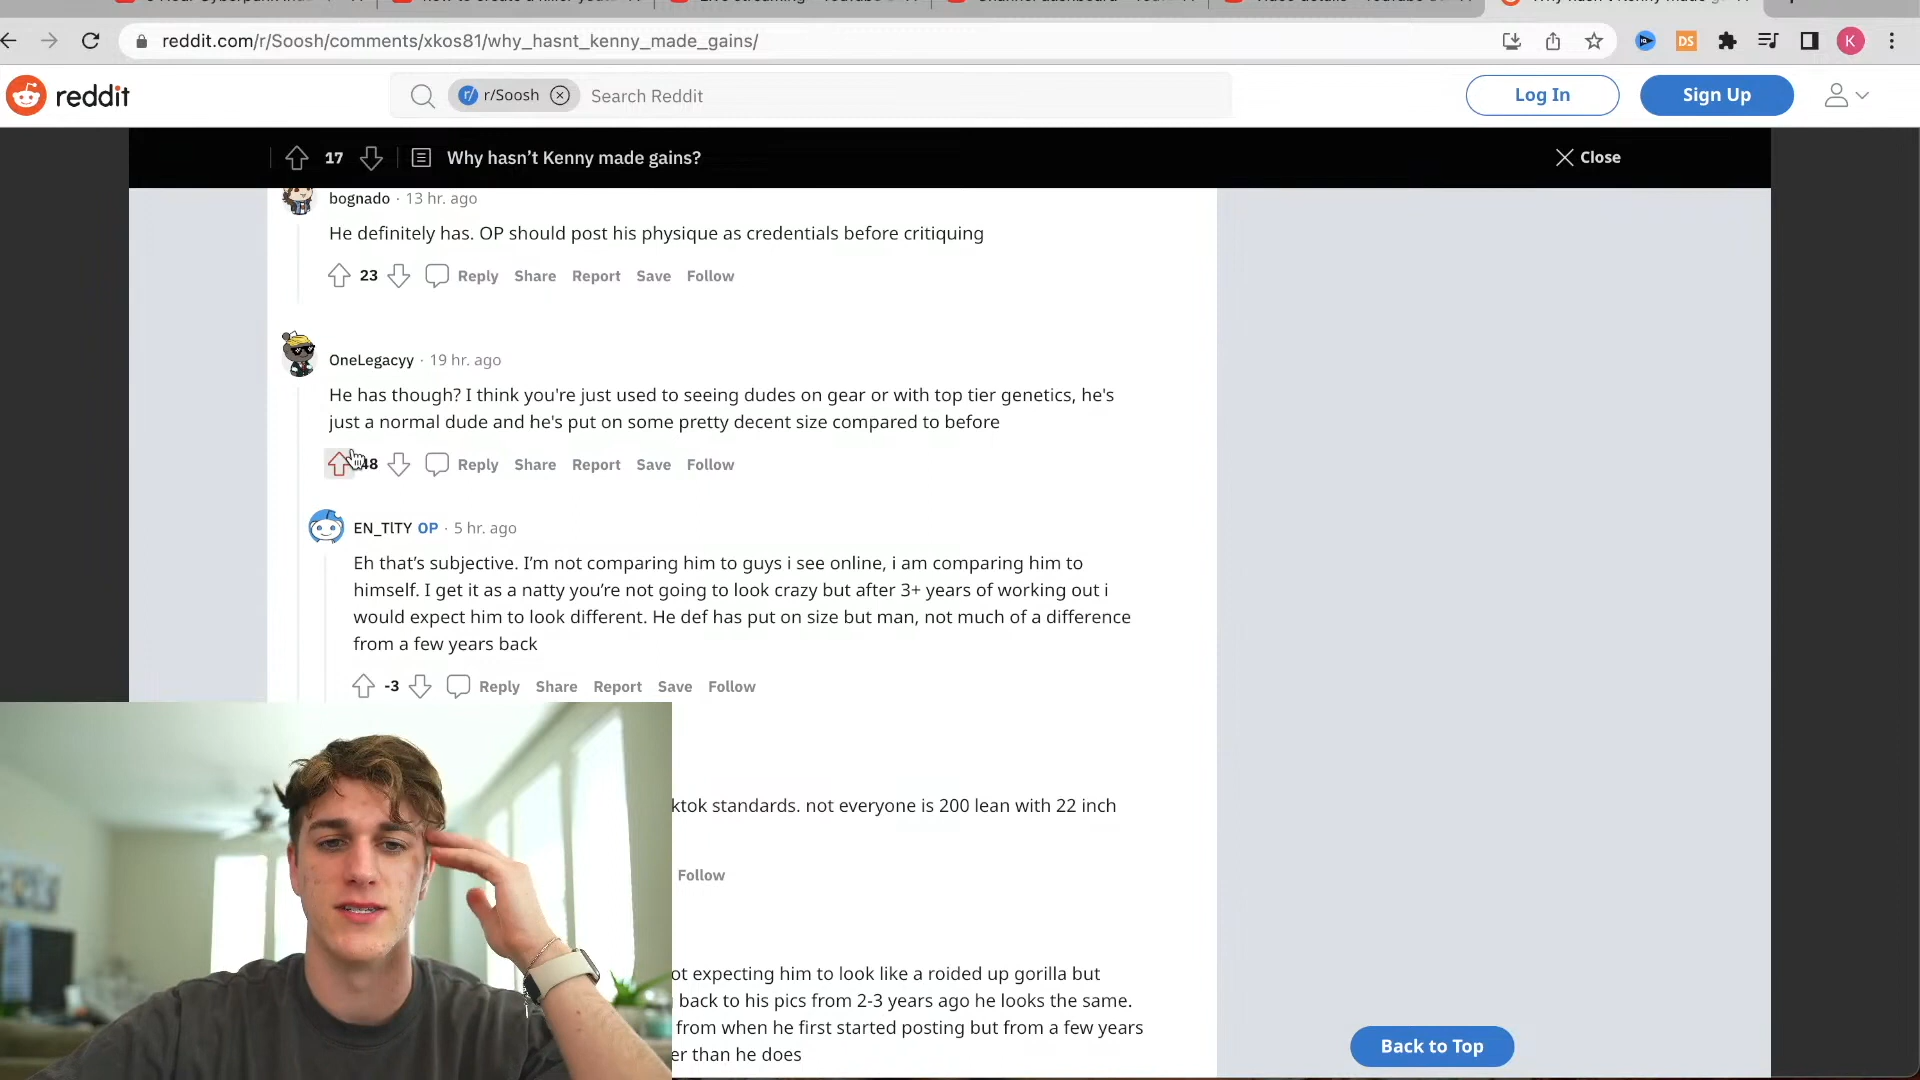 reddit.com/r/Soosh/comments/xkos81/why_hasnt_kenny_made_gains/
DS
K
reddit
r/
r/Soosh
Search Reddit
Log In
Sign Up
17
Why hasn't Kenny made gains?
Close
bognado · 13 hr. ago
He definitely has. OP should post his physique as credentials before critiquing
23 Reply Share Report Save Follow
OneLegacyy · 19 hr. ago
He has though? I think you're just used to seeing dudes on gear or with top tier genetics, he's
just a normal dude and he's put on some pretty decent size compared to before
48 Reply Share Report Save Follow
EN_TlTY OP · 5 hr. ago
Eh that's subjective. I'm not comparing him to guys i see online, i am comparing him to
himself. I get it as a natty you're not going to look crazy but after 3+ years of working out i
would expect him to look different. He def has put on size but man, not much of a difference
from a few years back
-3 Reply Share Report Save Follow
ktok standards. not everyone is 200 lean with 22 inch
Follow
ot expecting him to look like a roided up gorilla but
back to his pics from 2-3 years ago he looks the same.
from when he first started posting but from a few years
er than he does
Back to Top